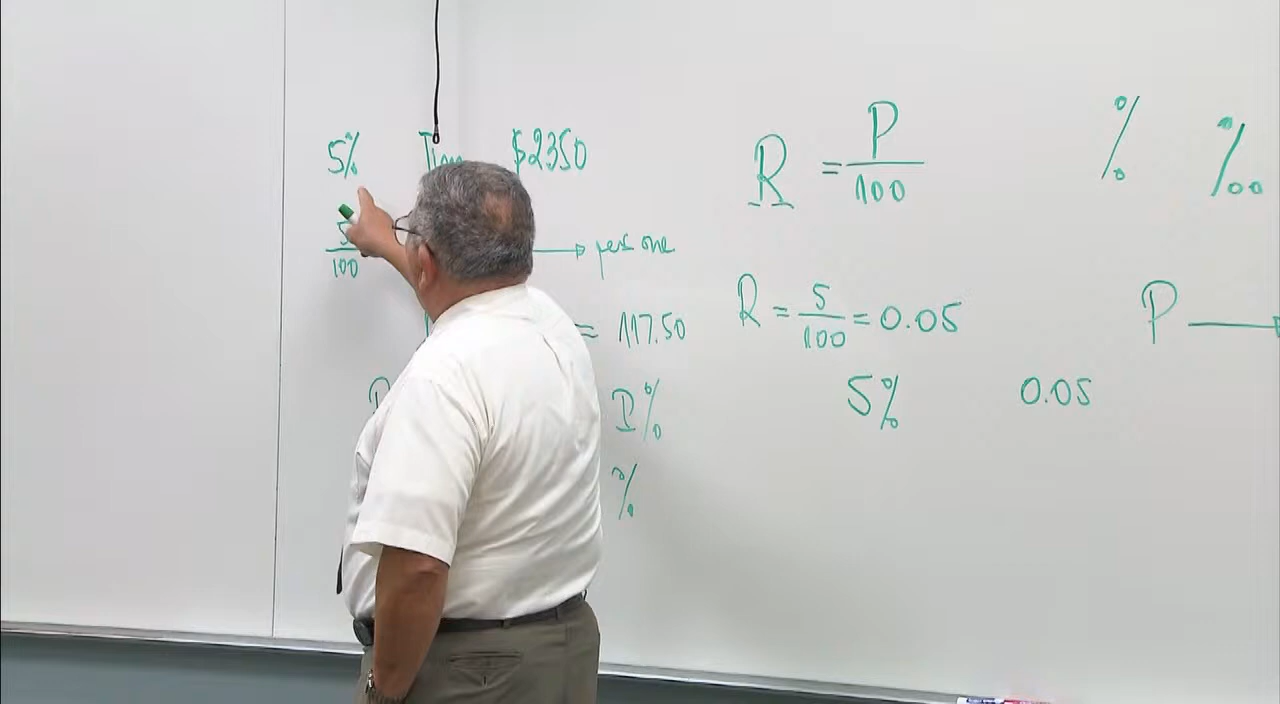 5% $2350
5/100 → per one
= 117.50
%
%
R = P/100
R = 5/100 = 0.05
5% 0.05
% ‰
P →